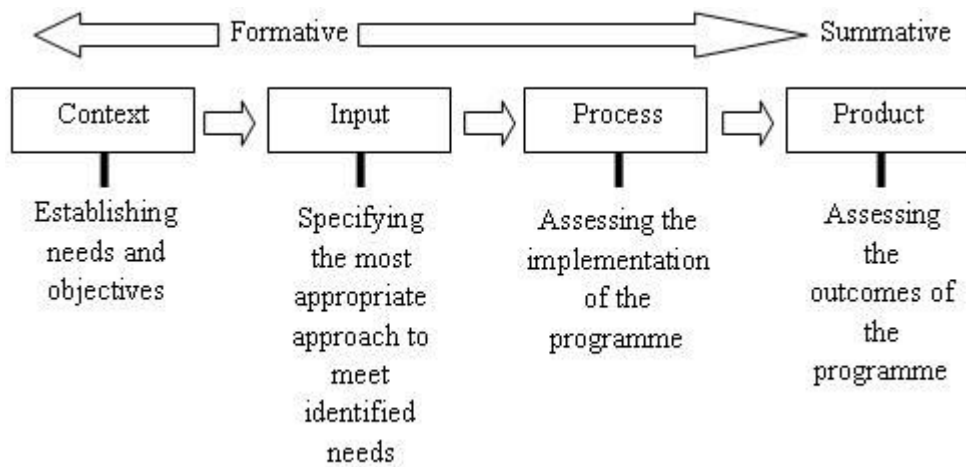 Formative
Summative
Context
Input
Process
Product
Establishing
needs and
objectives
Specifying
the most
appropriate
approach to
meet
identified
needs
Assessing the
implementation
of the
programme
Assessing
the
outcomes of
the
programme